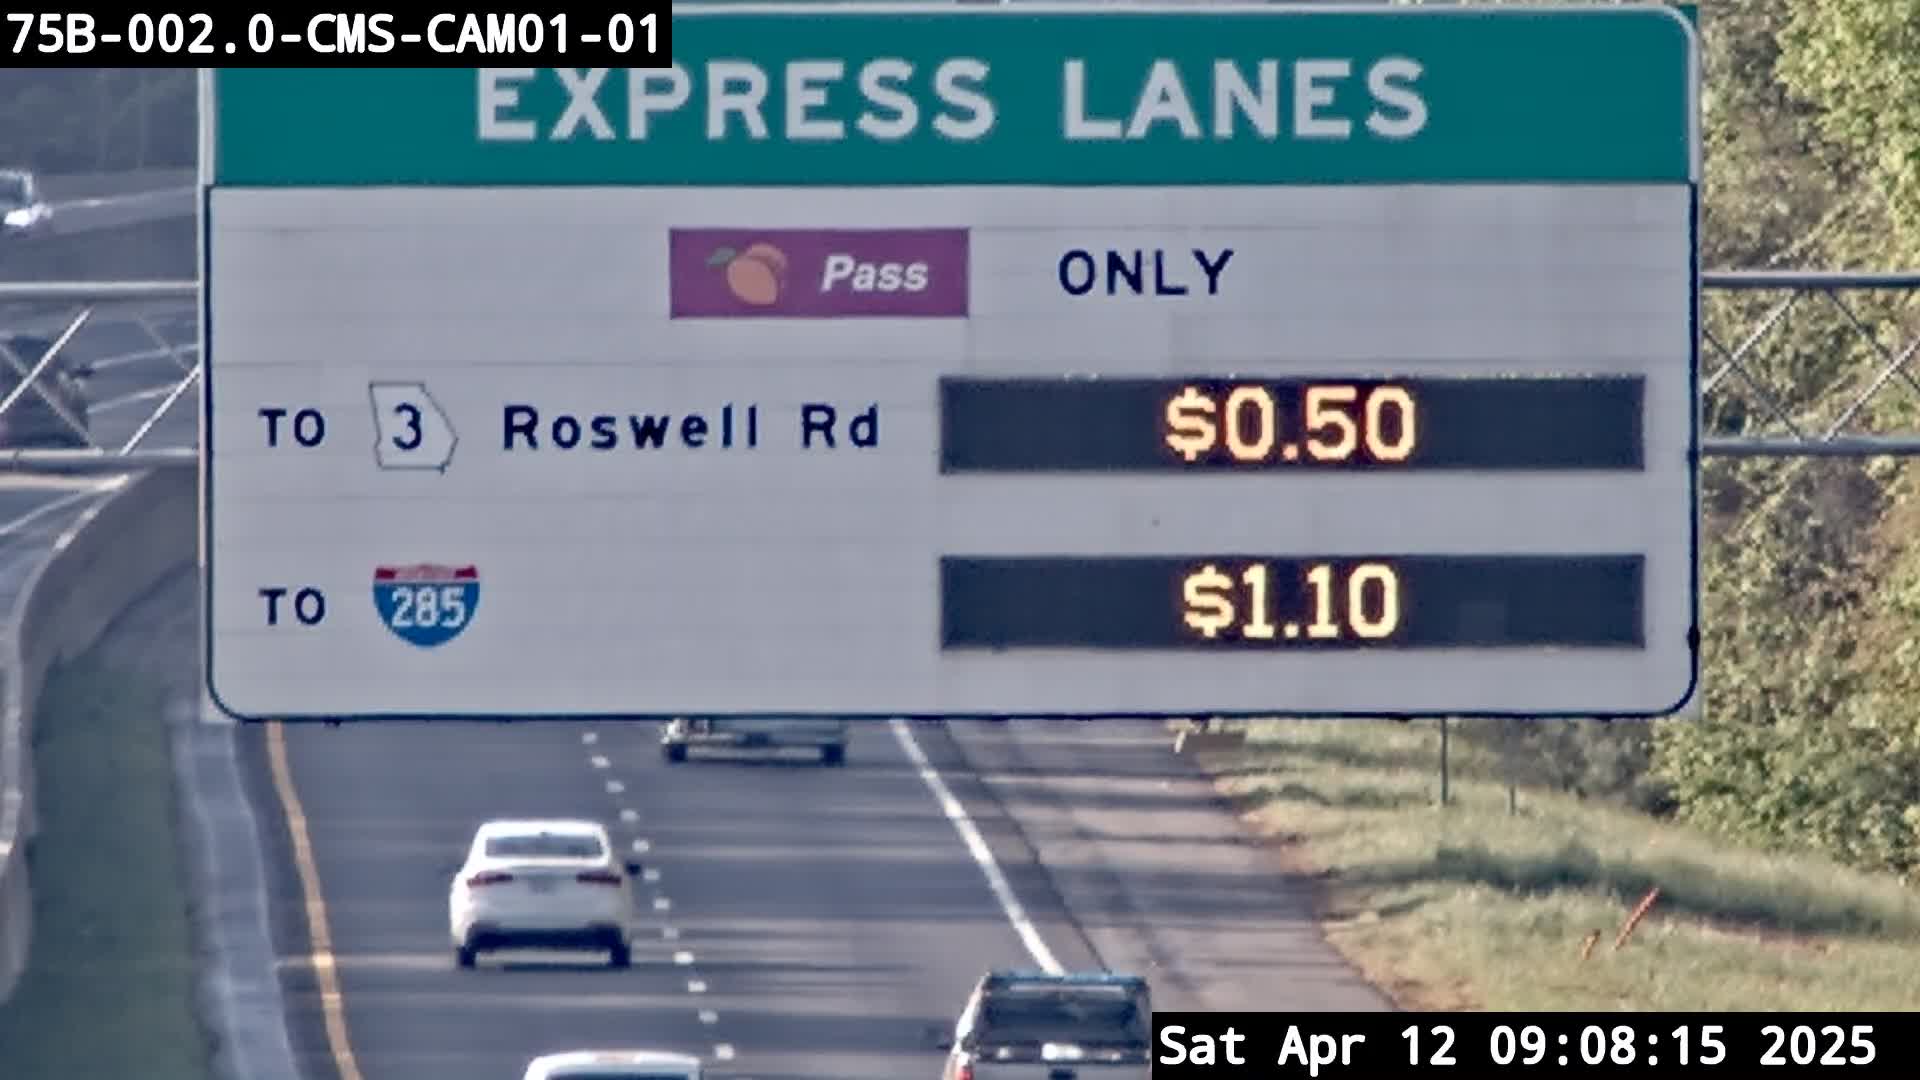 75B-002.0-CMS-CAM01-01
EXPRESS LANES
Pass ONLY
TO 3 Roswell Rd $0.50
TO 285 $1.10
Sat Apr 12 09:08:15 2025